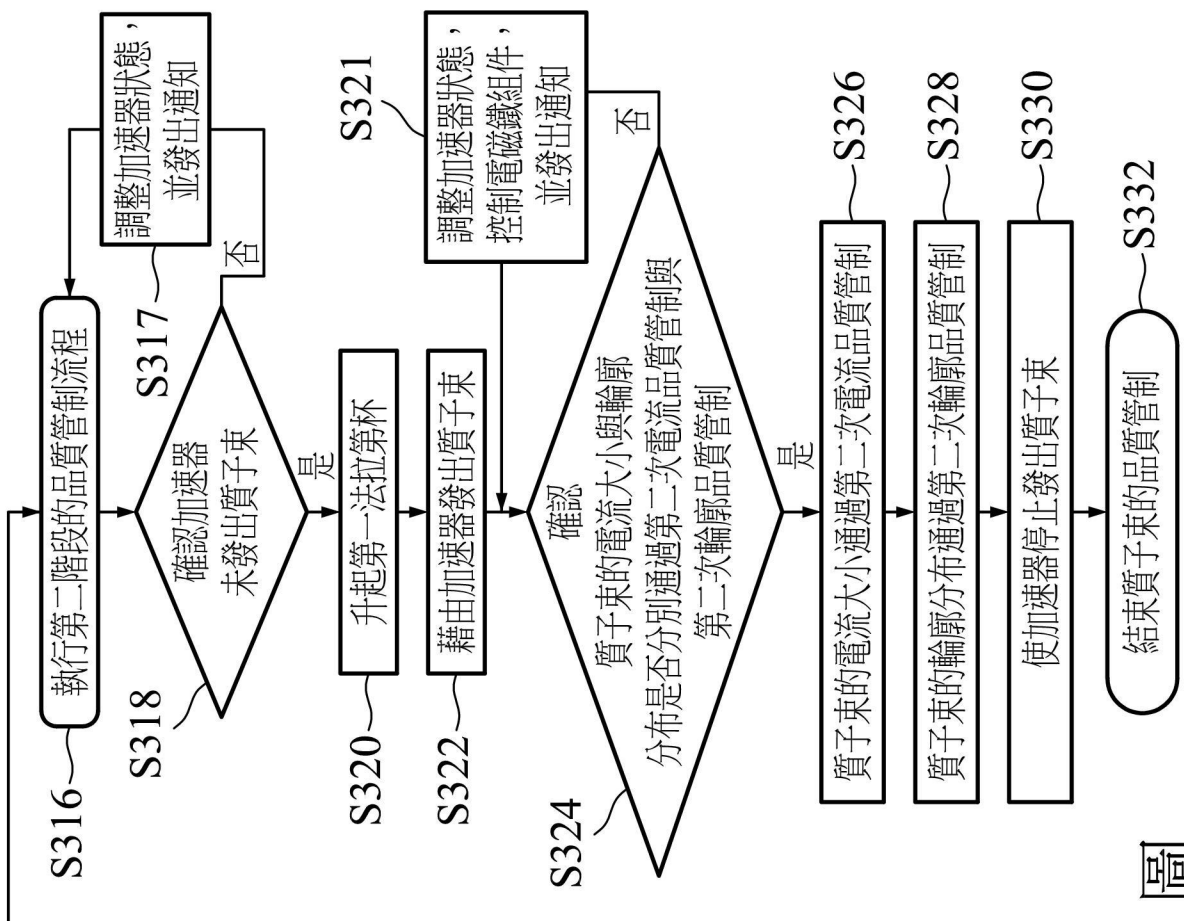 S316
執行第二階段的品質管制流程
S317
調整加速器狀態,
並發出通知
S318
確認加速器
未發出質子束
否
是
S320
升起第一法拉第杯
S322
藉由加速器發出質子束
S321
調整加速器狀態,
控制電磁鐵組件,
並發出通知
S324
確認
質子束的電流大小與輪廓
分布是否分別通過第二次電流品質管制與
第二次輪廓品質管制
否
是
質子束的電流大小通過第二次電流品質管制
S326
質子束的輪廓分布通過第二次輪廓品質管制
S328
使加速器停止發出質子束
S330
結束質子束的品質管制
S332
圖